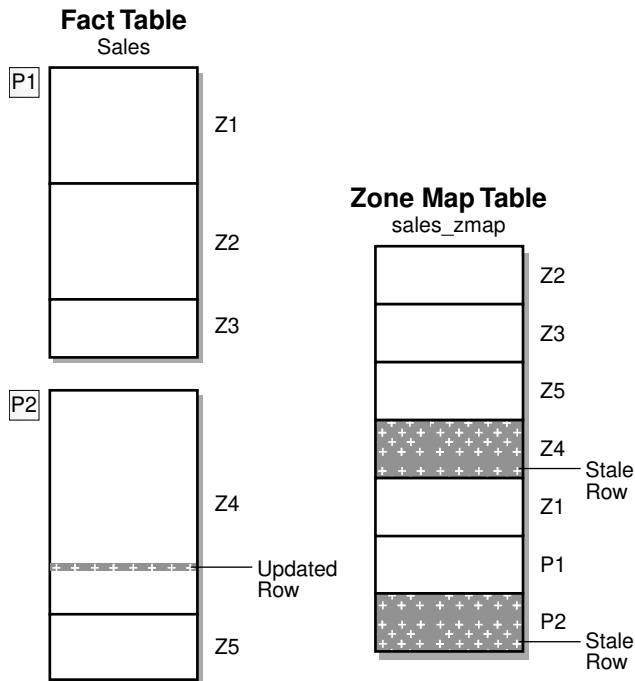 Fact Table
Sales
P1
Z1
Z2
Z3
P2
Z4
Updated
Row
Z5
Zone Map Table
sales_zmap
Z2
Z3
Z5
Z4
Stale
Row
Z1
P1
P2
Stale
Row